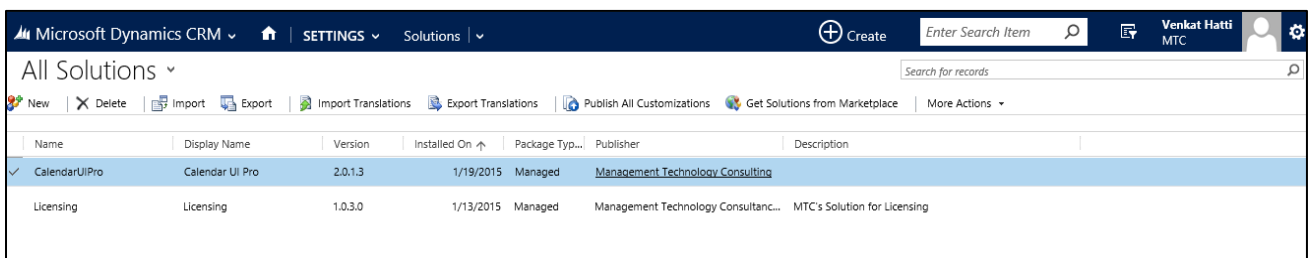 Microsoft Dynamics CRM SETTINGS Solutions Create Enter Search Item Venkat Hatti
MTC
All Solutions Search for records
New Delete Import Export Import Translations Export Translations Publish All Customizations Get Solutions from Marketplace More Actions
Name Display Name Version Installed On Package Typ... Publisher Description
CalendarUIPro Calendar UI Pro 2.0.1.3 1/19/2015 Managed Management Technology Consulting
Licensing Licensing 1.0.3.0 1/13/2015 Managed Management Technology Consultanc... MTC's Solution for Licensing